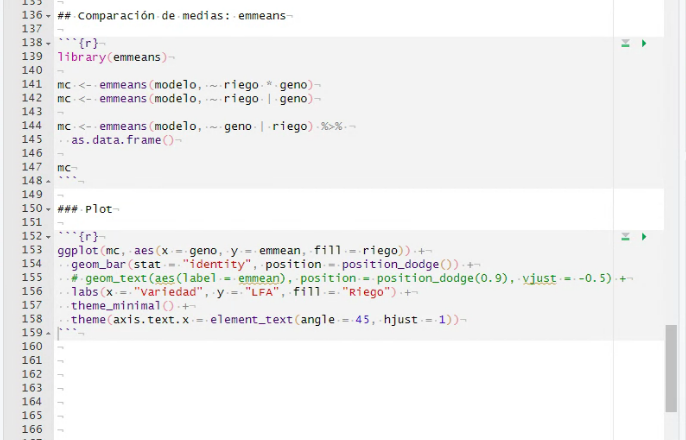 135
136 ## Comparación de medias: emmeans
137
138 ```{r}
139 library(emmeans)
140
141 mc <- emmeans(modelo, ~ riego * geno)
142 mc <- emmeans(modelo, ~ riego | geno)
143
144 mc <- emmeans(modelo, ~ geno | riego) %>%
145   as.data.frame()
146
147 mc
148 ```
149
150 ### Plot
151
152 ```{r}
153 ggplot(mc, aes(x = geno, y = emmean, fill = riego)) +
154   geom_bar(stat = "identity", position = position_dodge()) +
155   # geom_text(aes(label = emmean), position = position_dodge(0.9), vjust = -0.5) +
156   labs(x = "Variedad", y = "LFA", fill = "Riego") +
157   theme_minimal() +
158   theme(axis.text.x = element_text(angle = 45, hjust = 1))
159 ```
160
161
162
163
164
165
166